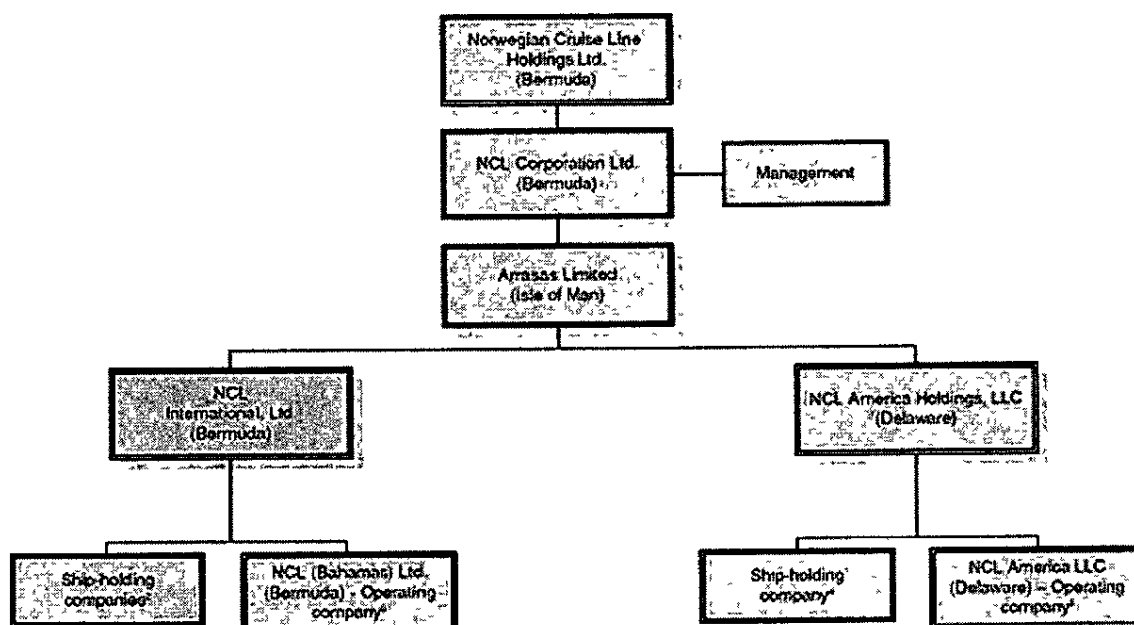 Norwegian Cruise Line
Holdings Ltd.
(Bermuda)
NCL Corporation Ltd.
(Bermuda)
Management
Arrasas Limited
(Isle of Man)
NCL
International, Ltd
(Bermuda)
NCL America Holdings, LLC
(Delaware)
Ship-holding
companies
NCL (Bahamas) Ltd.
(Bermuda) - Operating
company
Ship-holding
company
NCL America LLC
(Delaware) – Operating
company